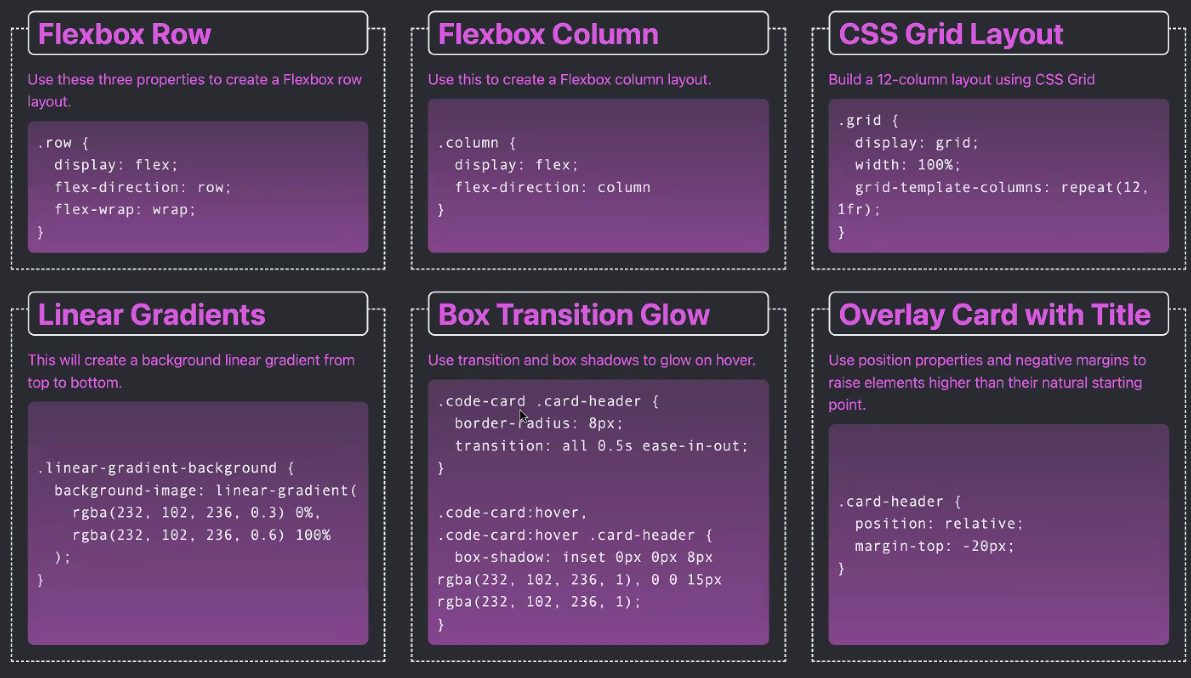 Flexbox Row
Use these three properties to create a Flexbox row
layout.
.row {
  display: flex;
  flex-direction: row;
  flex-wrap: wrap;
}
Flexbox Column
Use this to create a Flexbox column layout.
.column {
  display: flex;
  flex-direction: column
}
CSS Grid Layout
Build a 12-column layout using CSS Grid
.grid {
  display: grid;
  width: 100%;
  grid-template-columns: repeat(12,
1fr);
}
Linear Gradients
This will create a background linear gradient from
top to bottom.
.linear-gradient-background {
  background-image: linear-gradient(
    rgba(232, 102, 236, 0.3) 0%,
    rgba(232, 102, 236, 0.6) 100%
  );
}
Box Transition Glow
Use transition and box shadows to glow on hover.
.code-card .card-header {
  border-radius: 8px;
  transition: all 0.5s ease-in-out;
}
.code-card:hover,
.code-card:hover .card-header {
  box-shadow: inset 0px 0px 8px
rgba(232, 102, 236, 1), 0 0 15px
rgba(232, 102, 236, 1);
}
Overlay Card with Title
Use position properties and negative margins to
raise elements higher than their natural starting
point.
.card-header {
  position: relative;
  margin-top: -20px;
}